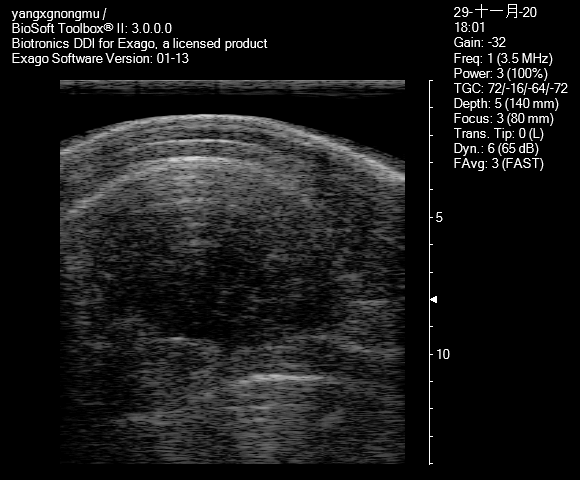 yangxgnongmu /
BioSoft Toolbox® II: 3.0.0.0
Biotronics DDI for Exago, a licensed product
Exago Software Version: 01-13
29-十一月-20
18:01
Gain: -32
Freq: 1 (3.5 MHz)
Power: 3 (100%)
TGC: 72/-16/-64/-72
Depth: 5 (140 mm)
Focus: 3 (80 mm)
Trans. Tip: 0 (L)
Dyn.: 6 (65 dB)
FAvg: 3 (FAST)
5
10